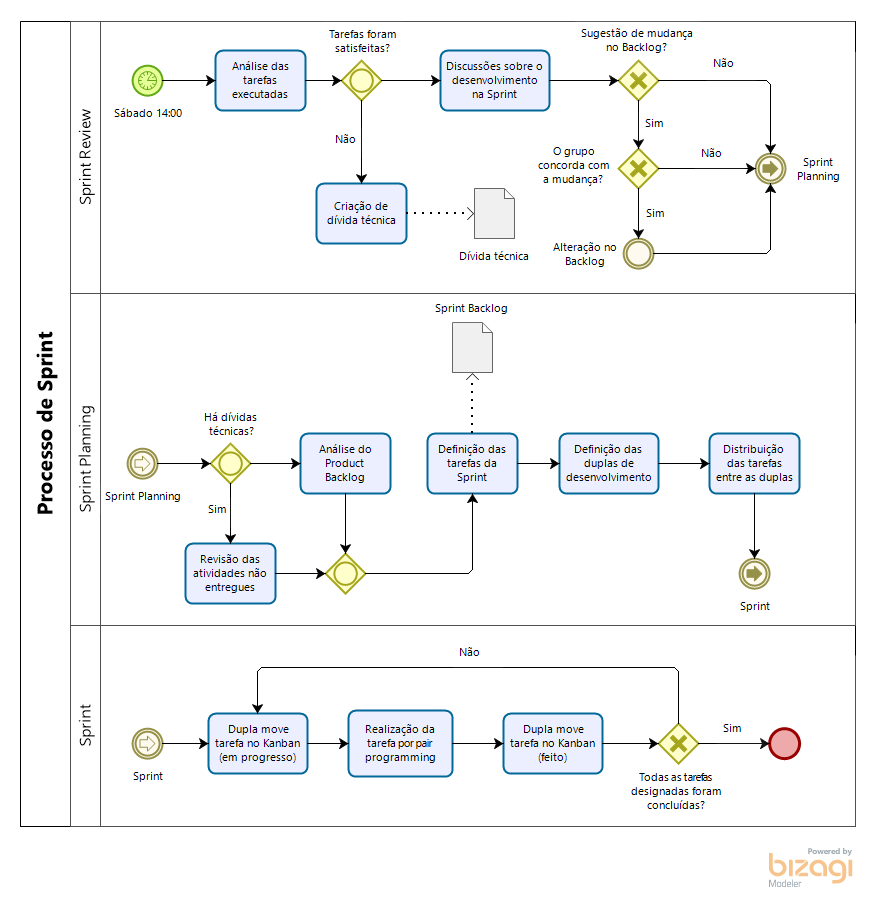 Processo de Sprint
Sprint Review
Sábado 14:00
Análise das
tarefas
executadas
Tarefas foram
satisfeitas?
Não
Criação de
dívida técnica
Dívida técnica
Discussões sobre o
desenvolvimento
na Sprint
Sugestão de mudança
no Backlog?
Não
Sim
O grupo
concorda com
a mudança?
Não
Sim
Alteração no
Backlog
Sprint
Planning
Sprint Planning
Sprint Planning
Há dívidas
técnicas?
Sim
Revisão das
atividades não
entregues
Análise do
Product
Backlog
Sprint Backlog
Definição das
tarefas da
Sprint
Definição das
duplas de
desenvolvimento
Distribuição
das tarefas
entre as duplas
Sprint
Sprint
Sprint
Não
Dupla move
tarefa no Kanban
(em progresso)
Realização da
tarefa por pair
programming
Dupla move
tarefa no Kanban
(feito)
Todas as tarefas
designadas foram
concluídas?
Sim
Powered by
bizagi
Modeler